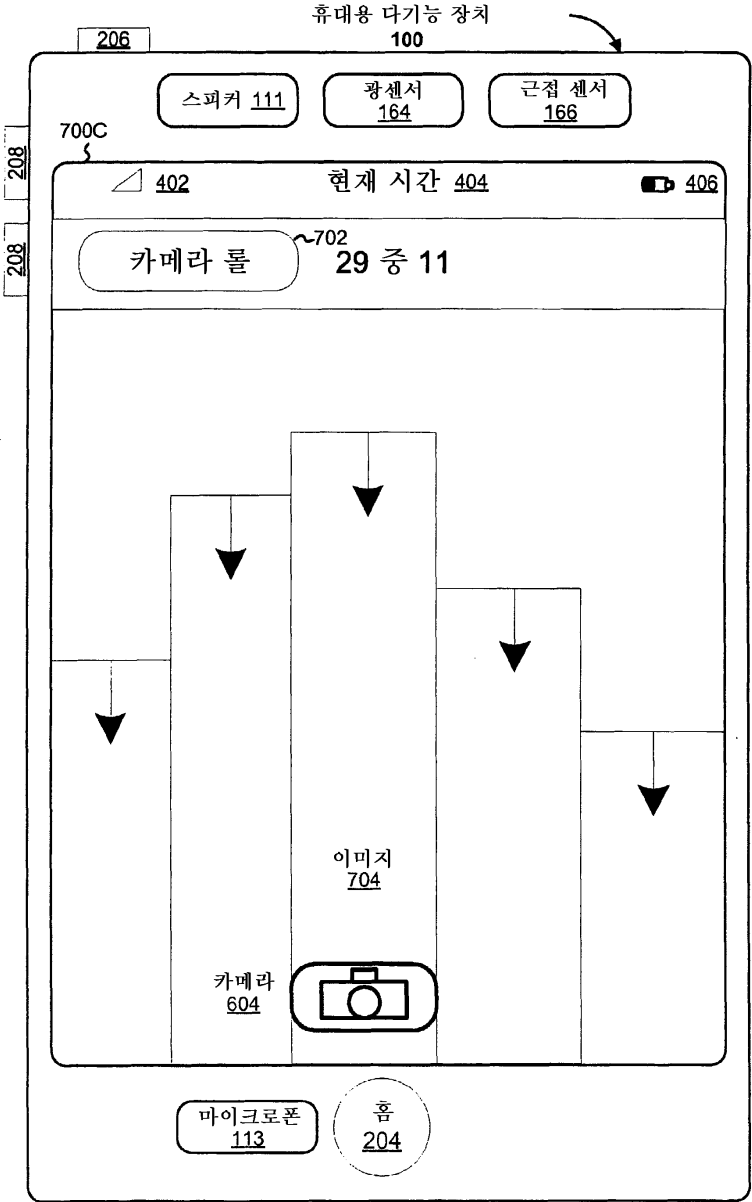 휴대용 다기능 장치
100
206
스피커 111
광센서
164
근접 센서
166
700C
208
402
현재 시간 404
406
208
카메라 롤
702
29 중 11
이미지
704
카메라
604
마이크로폰
113
홈
204